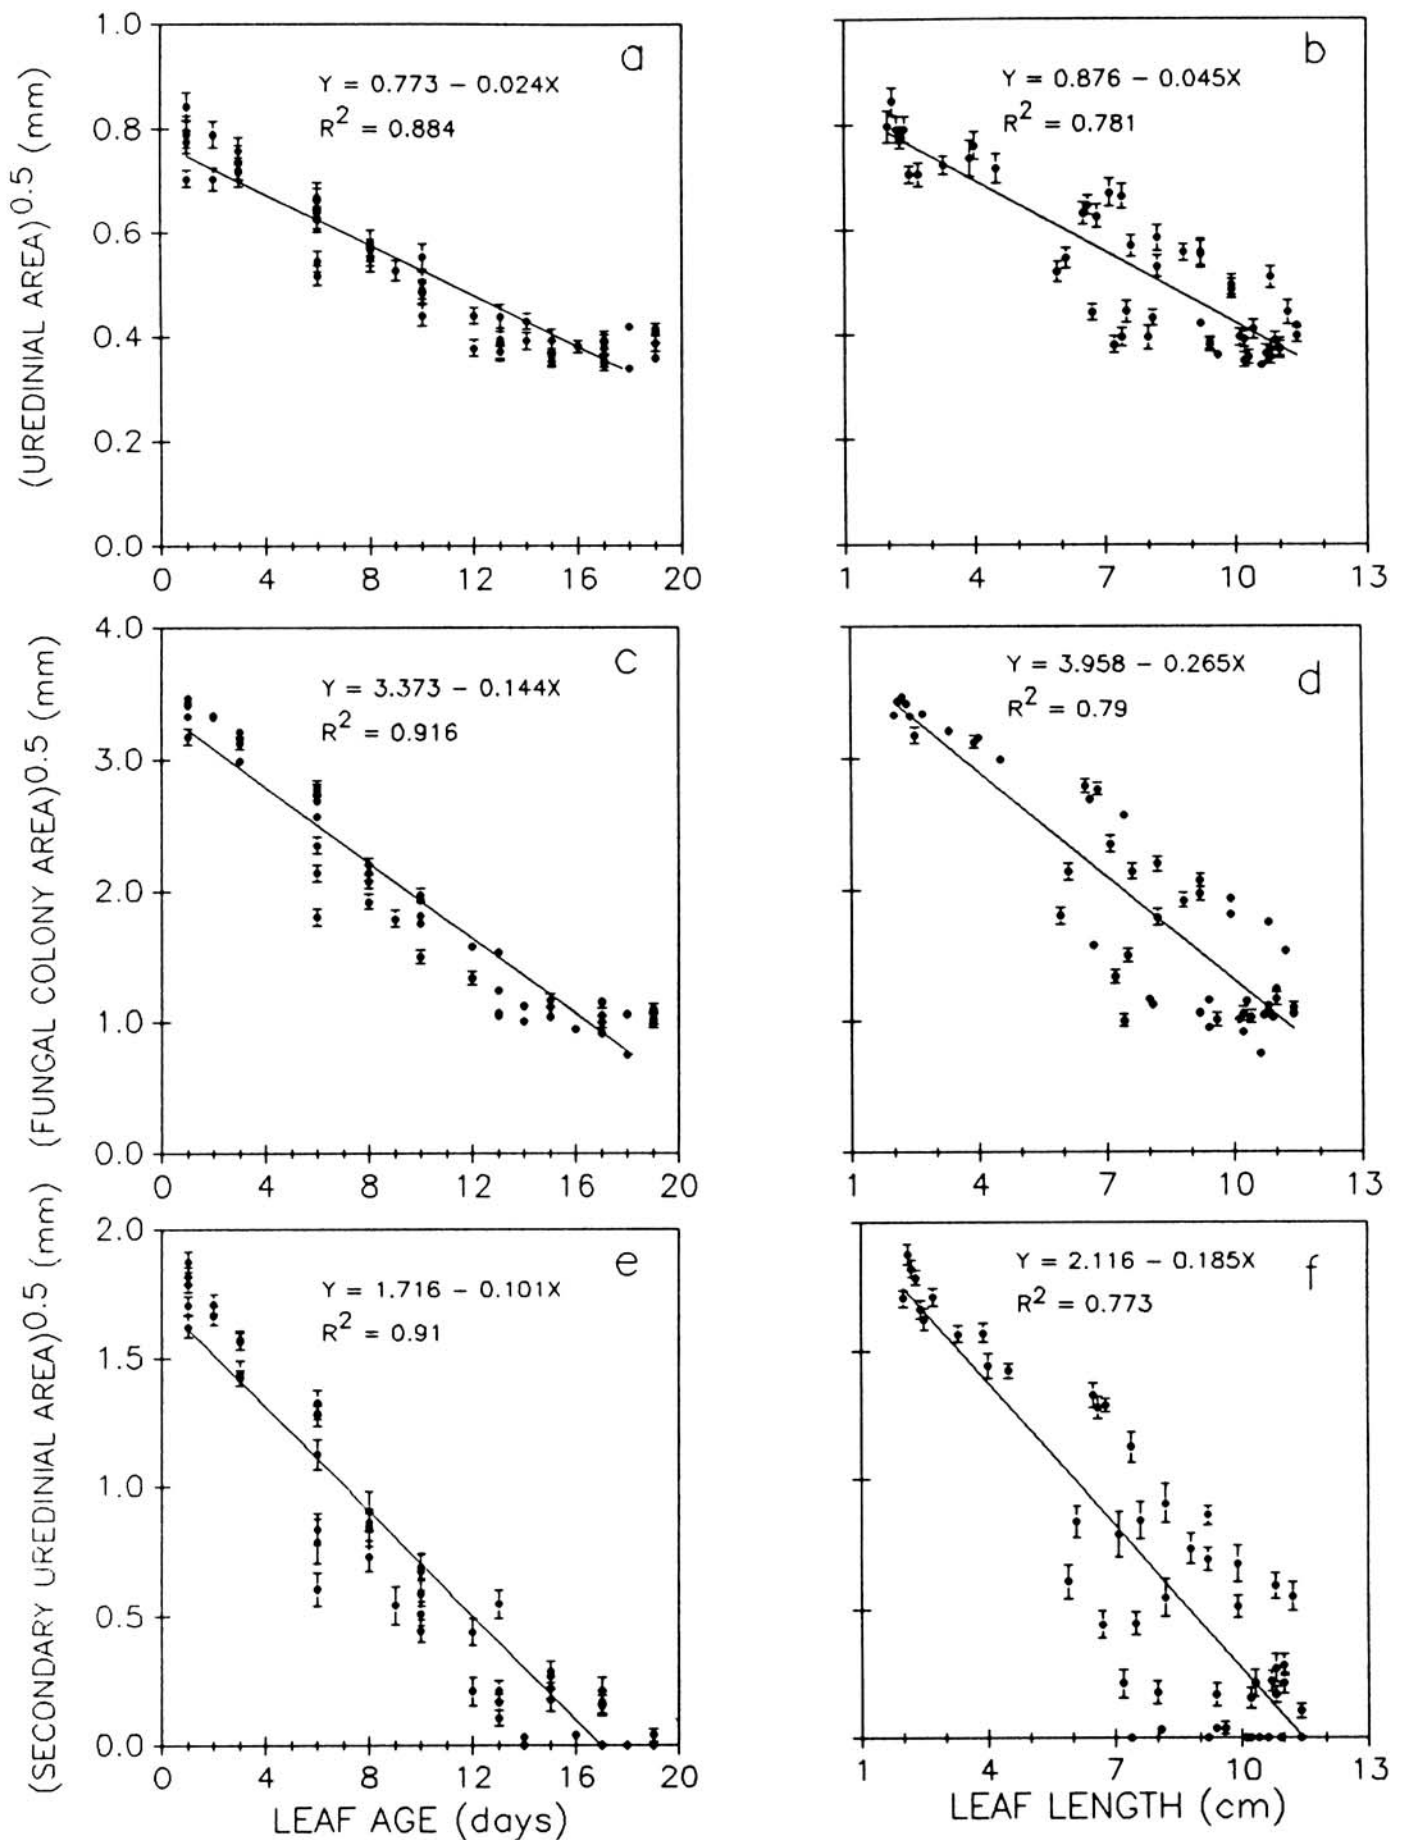 (UREDINIAL AREA)0.5 (mm)
1.0
0.8
0.6
0.4
0.2
0.0
a
Y = 0.773 − 0.024X
R2 = 0.884
0 4 8 12 16 20
b
Y = 0.876 − 0.045X
R2 = 0.781
1 4 7 10 13
(FUNGAL COLONY AREA)0.5 (mm)
4.0
3.0
2.0
1.0
0.0
c
Y = 3.373 − 0.144X
R2 = 0.916
0 4 8 12 16 20
d
Y = 3.958 − 0.265X
R2 = 0.79
1 4 7 10 13
(SECONDARY UREDINIAL AREA)0.5 (mm)
2.0
1.5
1.0
0.5
0.0
e
Y = 1.716 − 0.101X
R2 = 0.91
0 4 8 12 16 20
LEAF AGE (days)
f
Y = 2.116 − 0.185X
R2 = 0.773
1 4 7 10 13
LEAF LENGTH (cm)